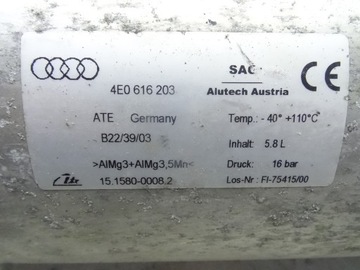 SAC
4E0 616 203
Alutech Austria
CE
ATE Germany
Temp.: - 40° +110°C
B22/39/03
Inhalt: 5.8 L
>AlMg3+AlMg3,5Mn<
Druck: 16 bar
ate
15.1580-0008.2
Los-Nr.: FI-75415/00